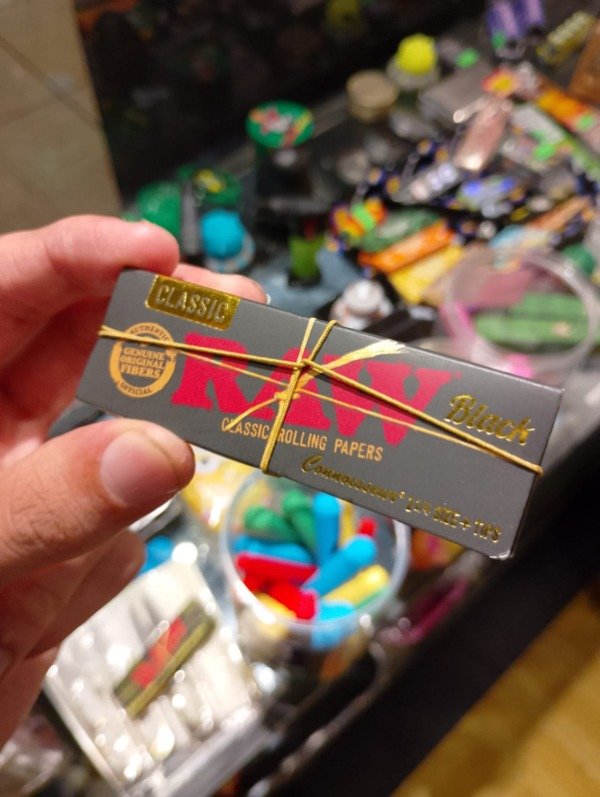 CLASSIC
AUTHENTIC
GENUINE
ORIGINAL
FIBERS
OFFICIAL
RAW
Black
CLASSIC ROLLING PAPERS
Connoisseur® 1¼ SIZE + TIPS